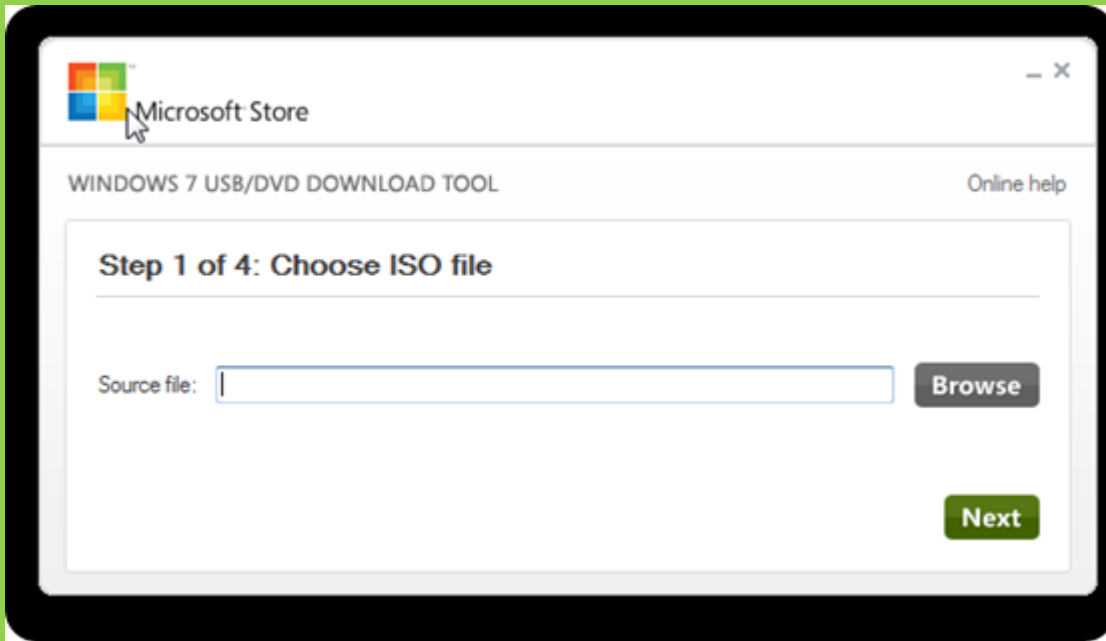 Microsoft Store
WINDOWS 7 USB/DVD DOWNLOAD TOOL
Online help
Step 1 of 4: Choose ISO file
Source file:
Browse
Next